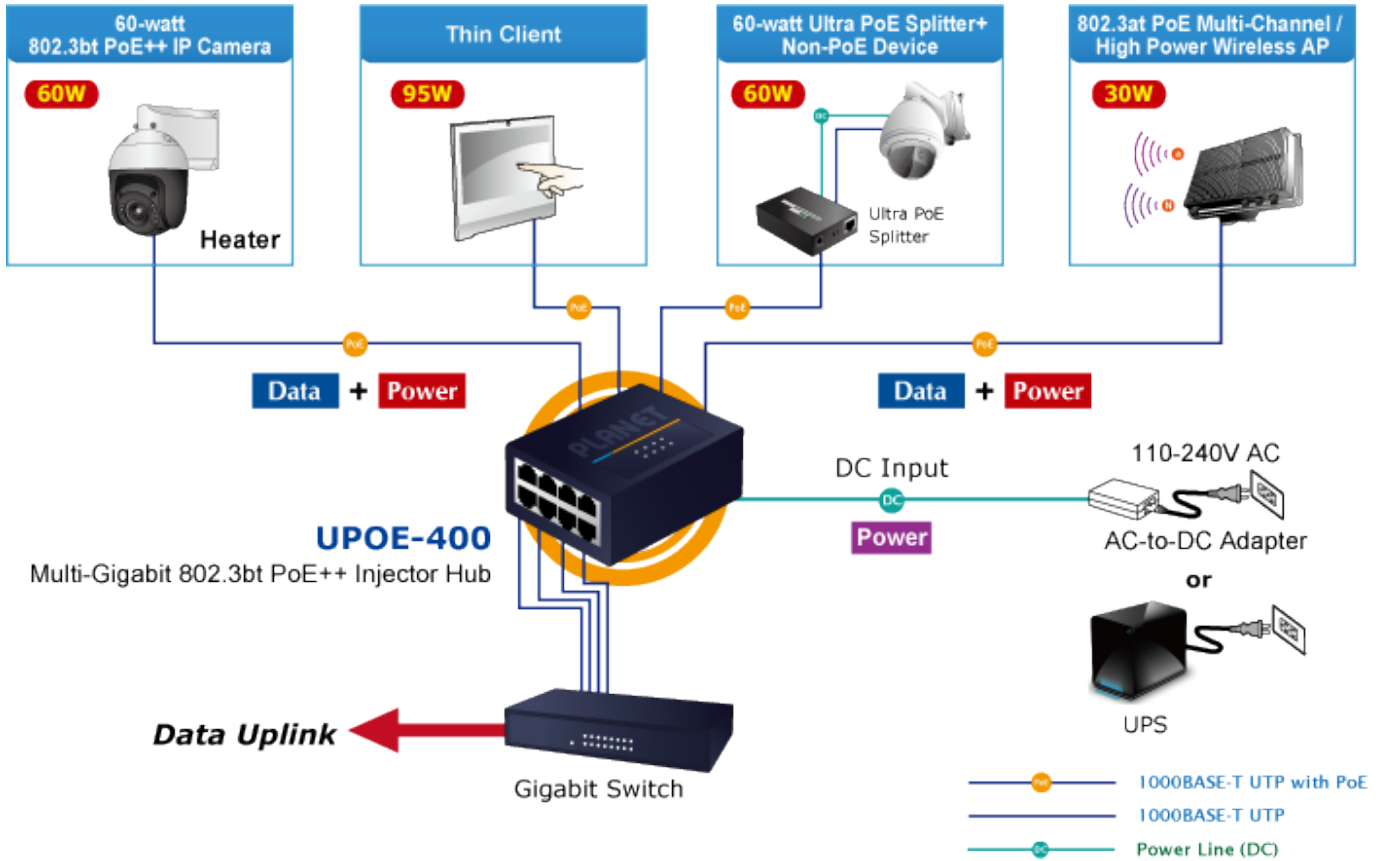 60-watt
802.3bt PoE++ IP Camera
60W
Heater
Thin Client
95W
60-watt Ultra PoE Splitter+
Non-PoE Device
60W
DC
Ultra PoE
Splitter
802.3at PoE Multi-Channel /
High Power Wireless AP
30W
a
N
PoE
PoE
PoE
PoE
Data + Power
Data + Power
PLANET
UPOE-400
Multi-Gigabit 802.3bt PoE++ Injector Hub
DC Input
DC
Power
110-240V AC
AC-to-DC Adapter
or
UPS
Data Uplink
Gigabit Switch
PoE 1000BASE-T UTP with PoE
1000BASE-T UTP
DC Power Line (DC)